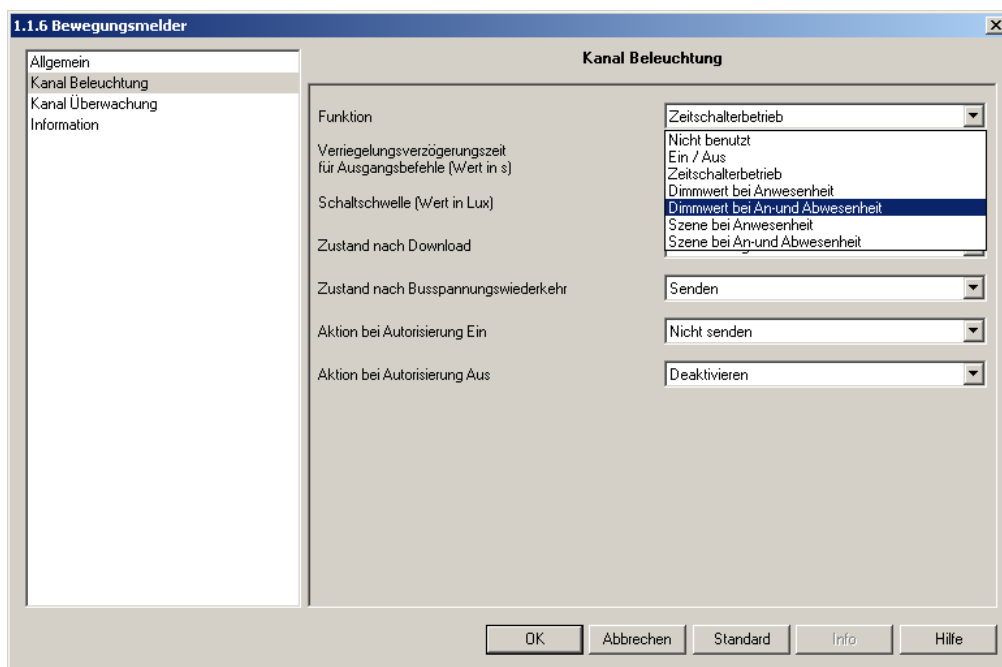 1.1.6 Bewegungsmelder
Allgemein
Kanal Beleuchtung
Kanal Überwachung
Information
Kanal Beleuchtung
Funktion
Zeitschalterbetrieb
Nicht benutzt
Ein / Aus
Zeitschalterbetrieb
Dimmwert bei Anwesenheit
Dimmwert bei An-und Abwesenheit
Szene bei Anwesenheit
Szene bei An-und Abwesenheit
Verriegelungsverzögerungszeit
für Ausgangsbefehle (Wert in s)
Schaltschwelle (Wert in Lux)
Zustand nach Download
Zustand nach Busspannungswiederkehr
Senden
Aktion bei Autorisierung Ein
Nicht senden
Aktion bei Autorisierung Aus
Deaktivieren
OK
Abbrechen
Standard
Info
Hilfe